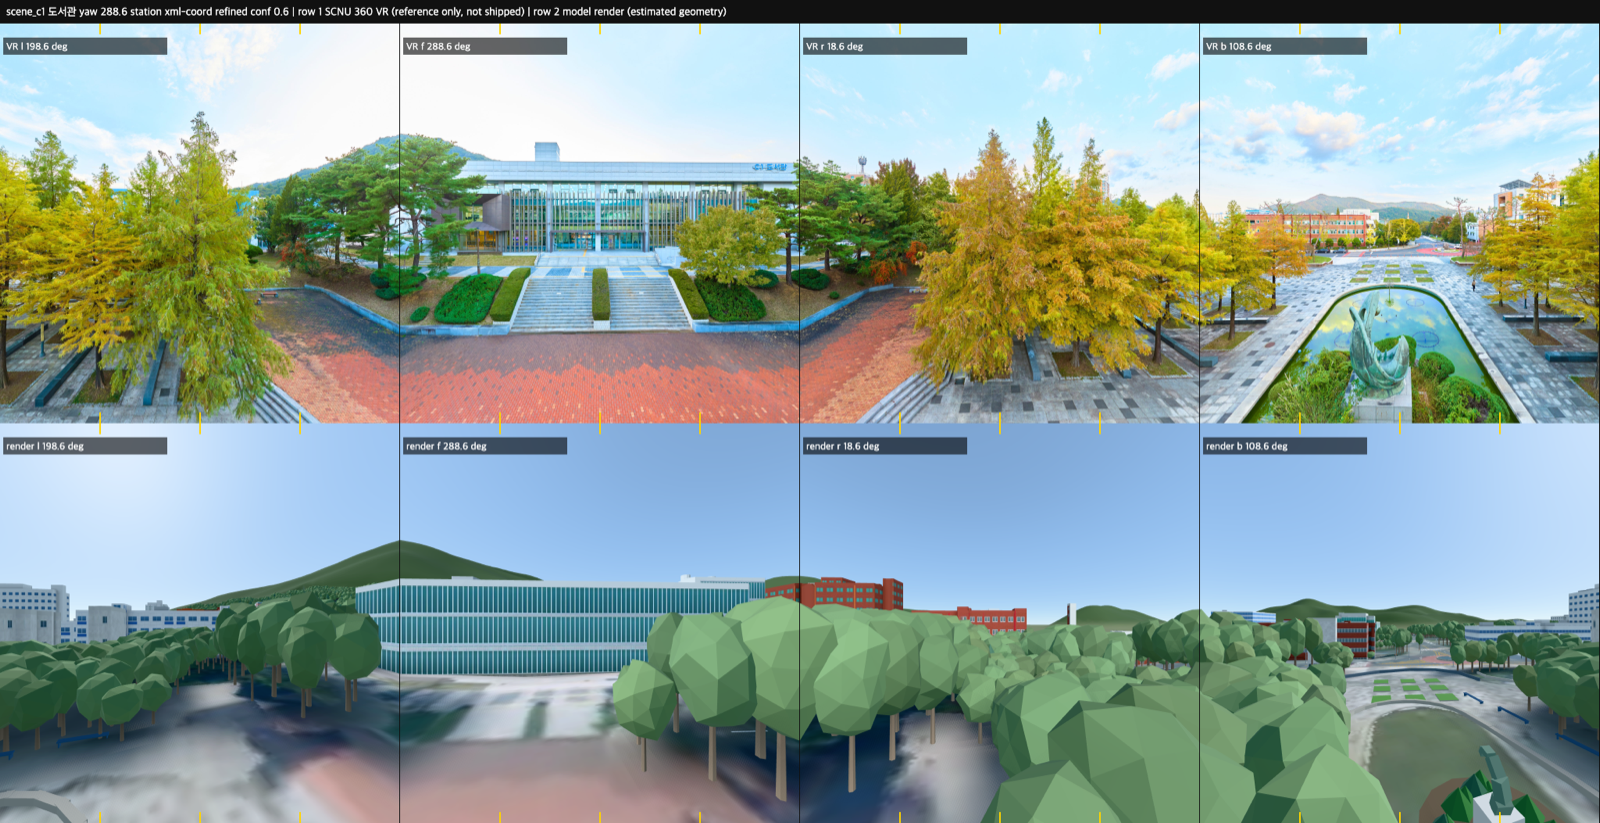 scene_c1 도서관 yaw 288.6 station xml-coord refined conf 0.6 | row 1 SCNU 360 VR (reference only, not shipped) | row 2 model render (estimated geometry)
VR l 198.6 deg
VR f 288.6 deg
VR r 18.6 deg
VR b 108.6 deg
도서관
render l 198.6 deg
render f 288.6 deg
render r 18.6 deg
render b 108.6 deg